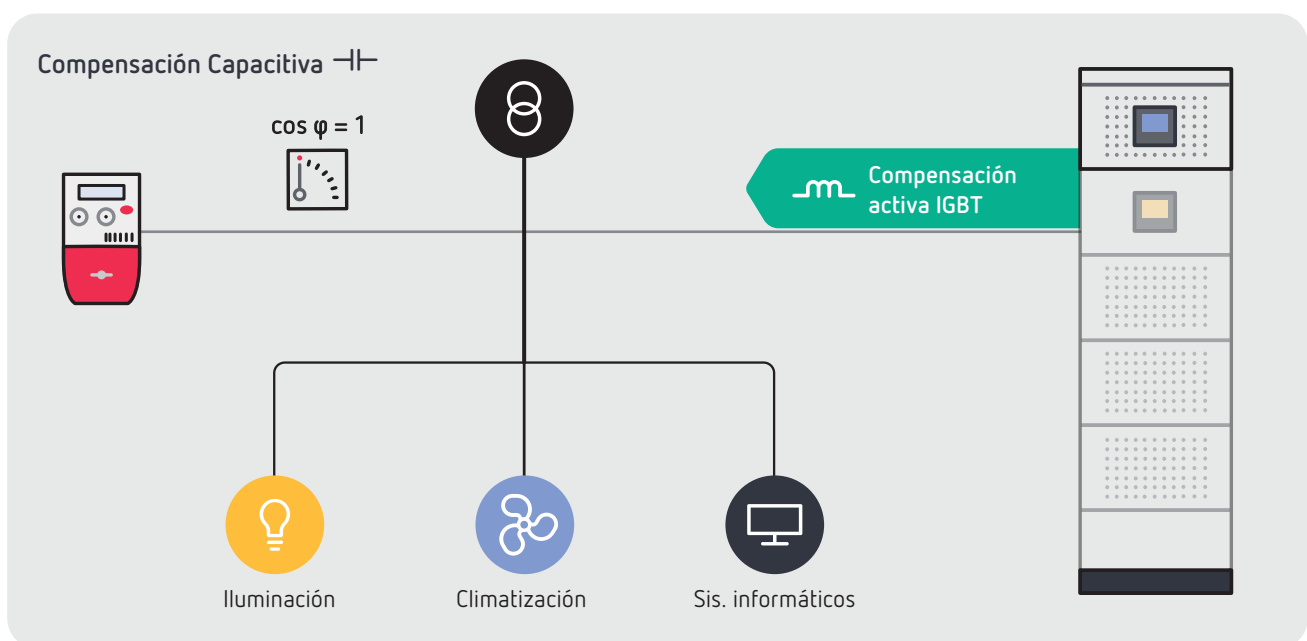 Compensación Capacitiva
cos φ = 1
Compensación
activa IGBT
Iluminación
Climatización
Sis. informáticos